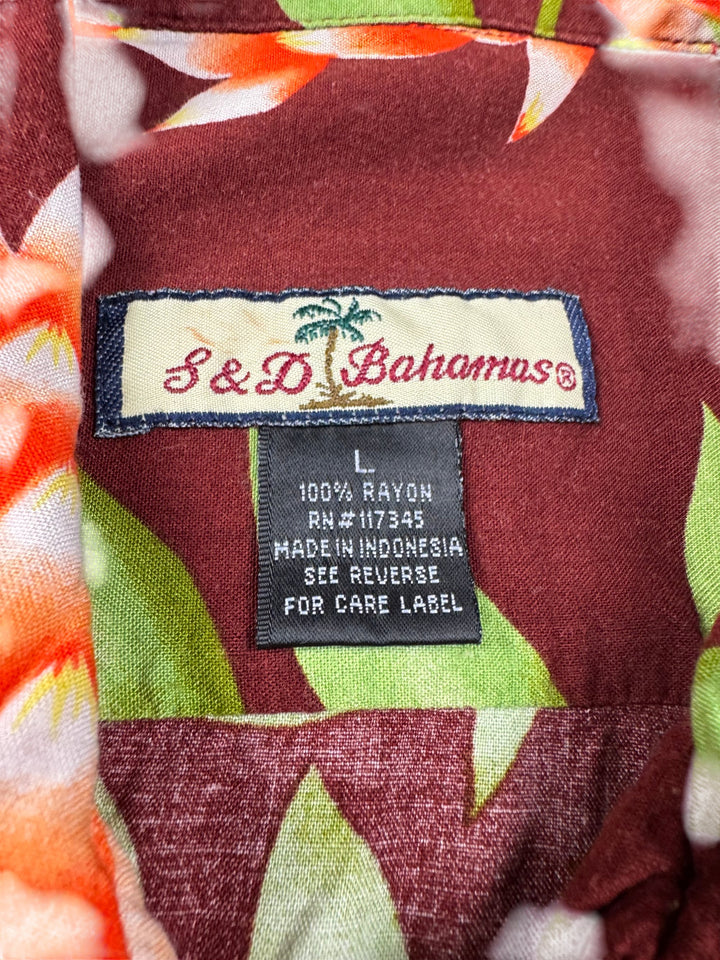 S & D Bahamas®
L
100% RAYON
RN#117345
MADE IN INDONESIA
SEE REVERSE
FOR CARE LABEL